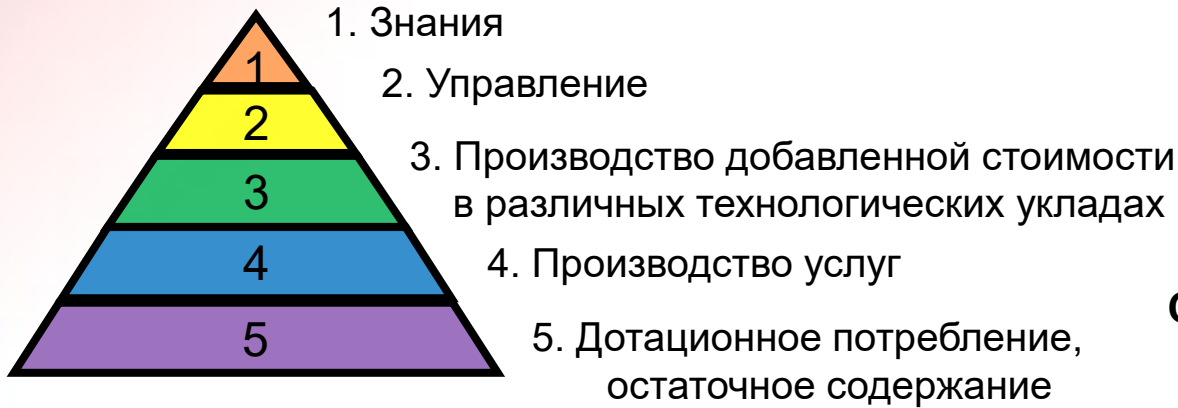 1. Знания
2. Управление
3. Производство добавленной стоимости
в различных технологических укладах
4. Производство услуг
5. Дотационное потребление,
остаточное содержание
1
2
3
4
5